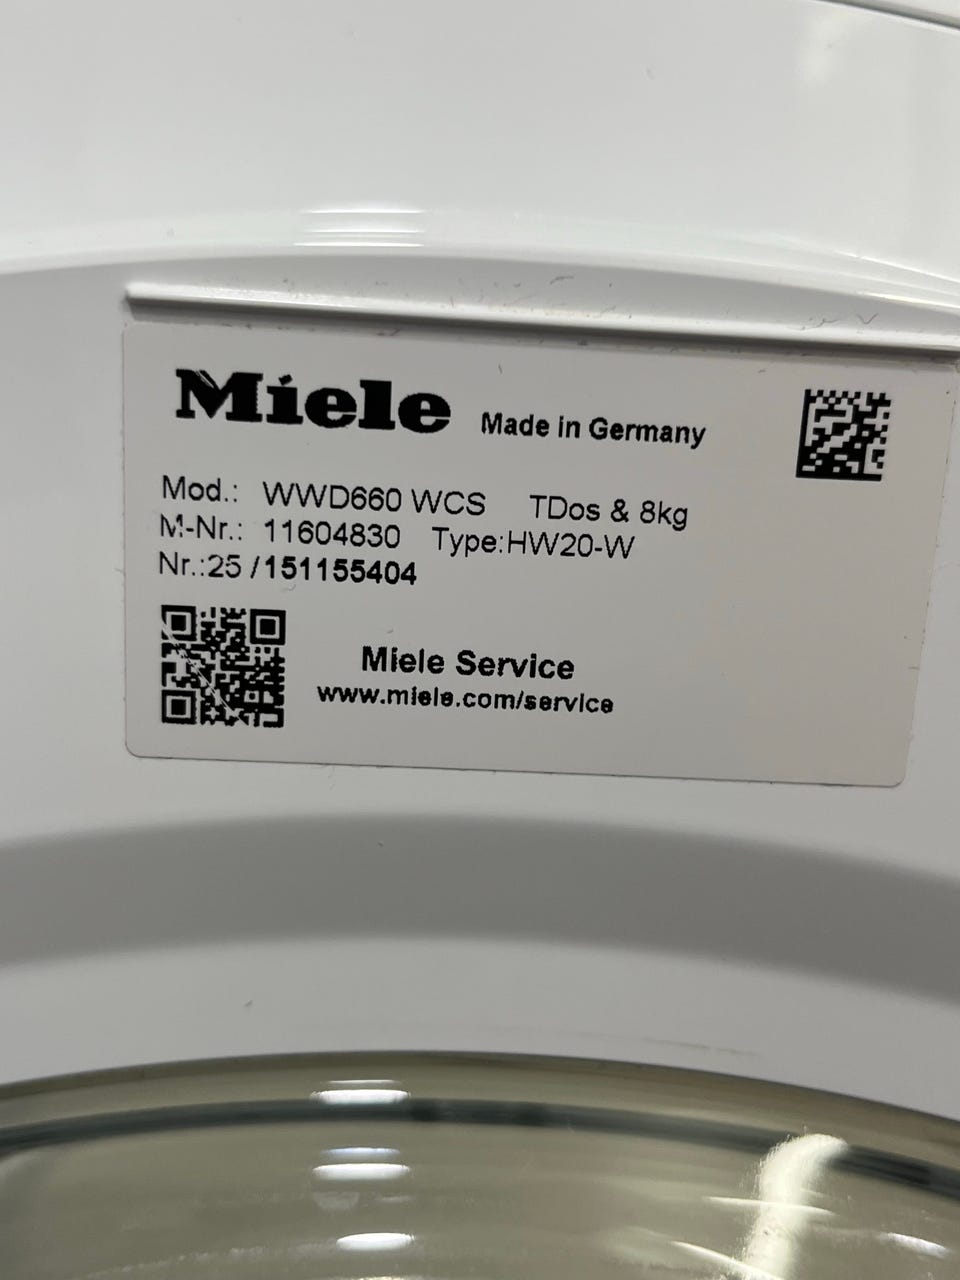 Miele Made in Germany
Mod.: WWD660 WCS TDos & 8kg
M.-Nr.: 11604830 Type:HW20-W
Nr.:25 /151155404
Miele Service
www.miele.com/service